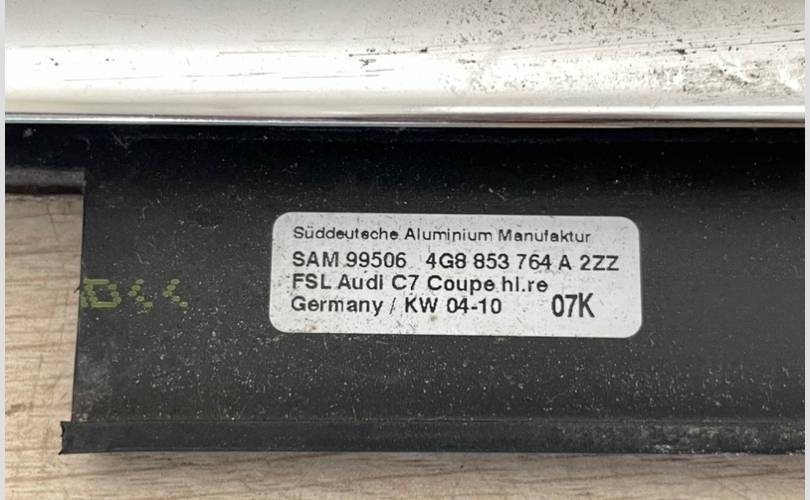 Süddeutsche Aluminium Manufaktur
SAM 99506 4G8 853 764 A 2ZZ
FSL Audi C7 Coupe hl.re
Germany / KW 04-10 07K